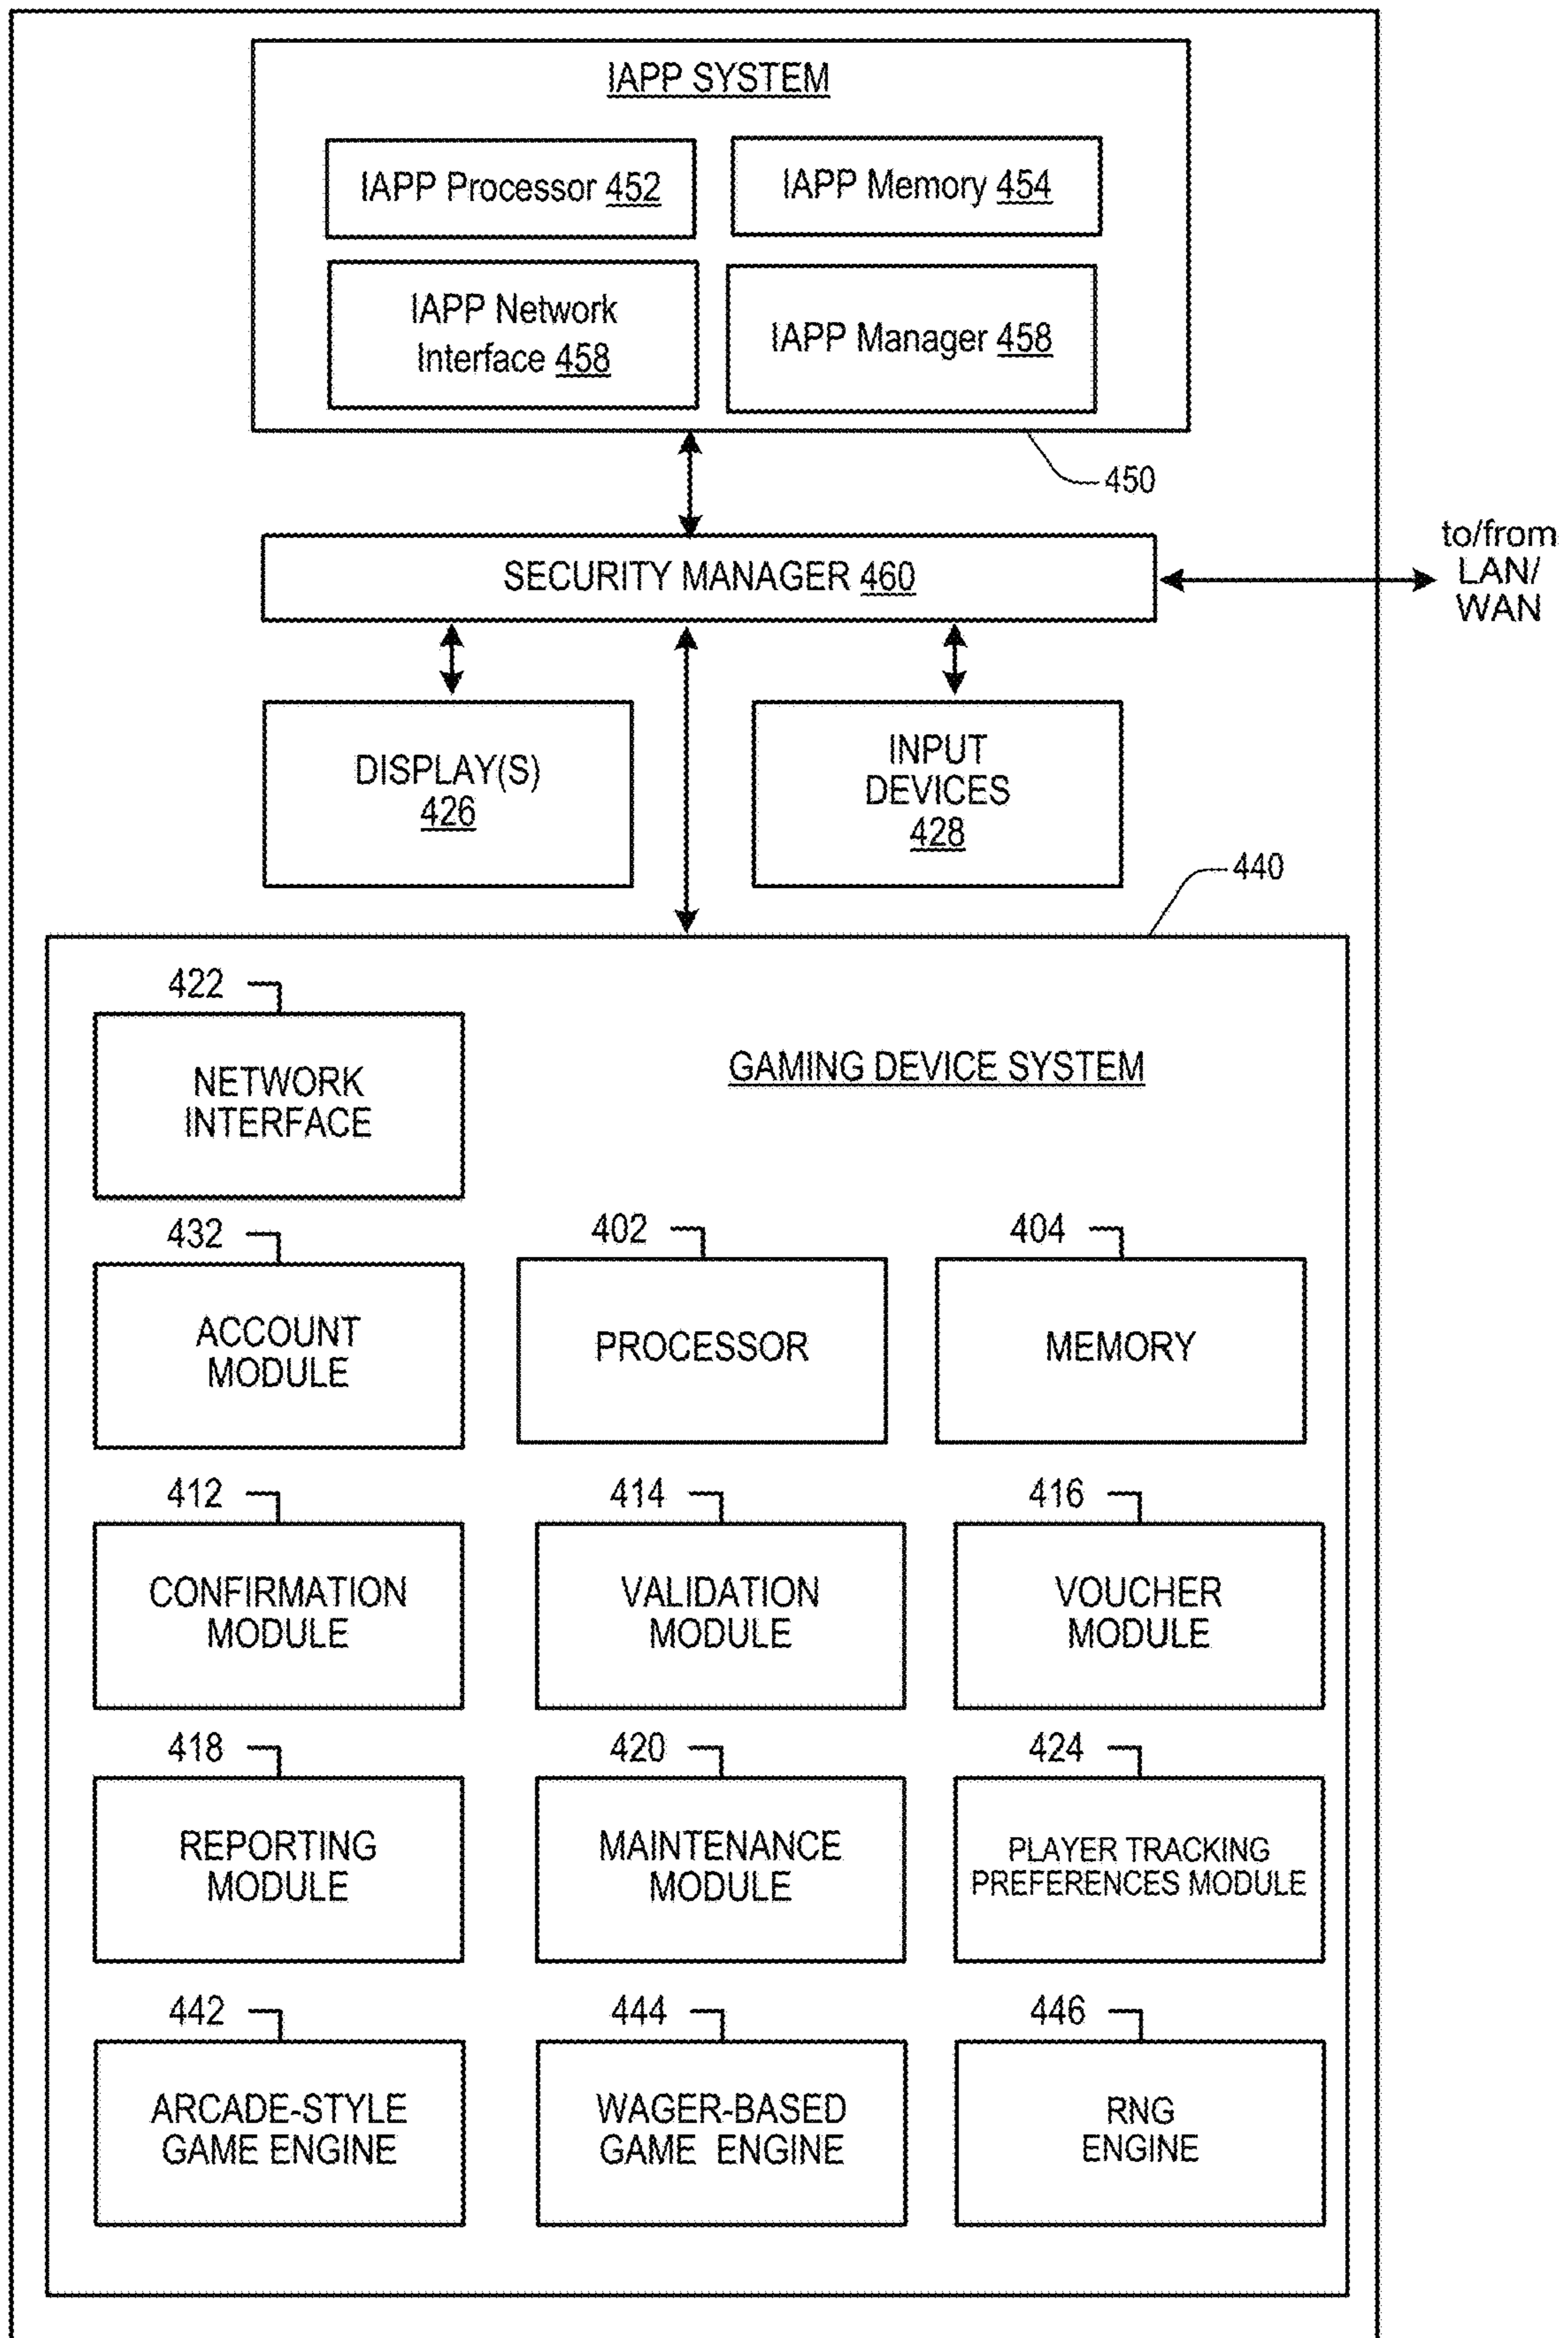 IAPP SYSTEM
IAPP Processor 452
IAPP Memory 454
IAPP Network
Interface 458
IAPP Manager 458
450
SECURITY MANAGER 460
to/from
LAN/
WAN
DISPLAY(S)
426
INPUT
DEVICES
428
440
422
NETWORK
INTERFACE
GAMING DEVICE SYSTEM
432
ACCOUNT
MODULE
402
PROCESSOR
404
MEMORY
412
CONFIRMATION
MODULE
414
VALIDATION
MODULE
416
VOUCHER
MODULE
418
REPORTING
MODULE
420
MAINTENANCE
MODULE
424
PLAYER TRACKING
PREFERENCES MODULE
442
ARCADE-STYLE
GAME ENGINE
444
WAGER-BASED
GAME ENGINE
446
RNG
ENGINE